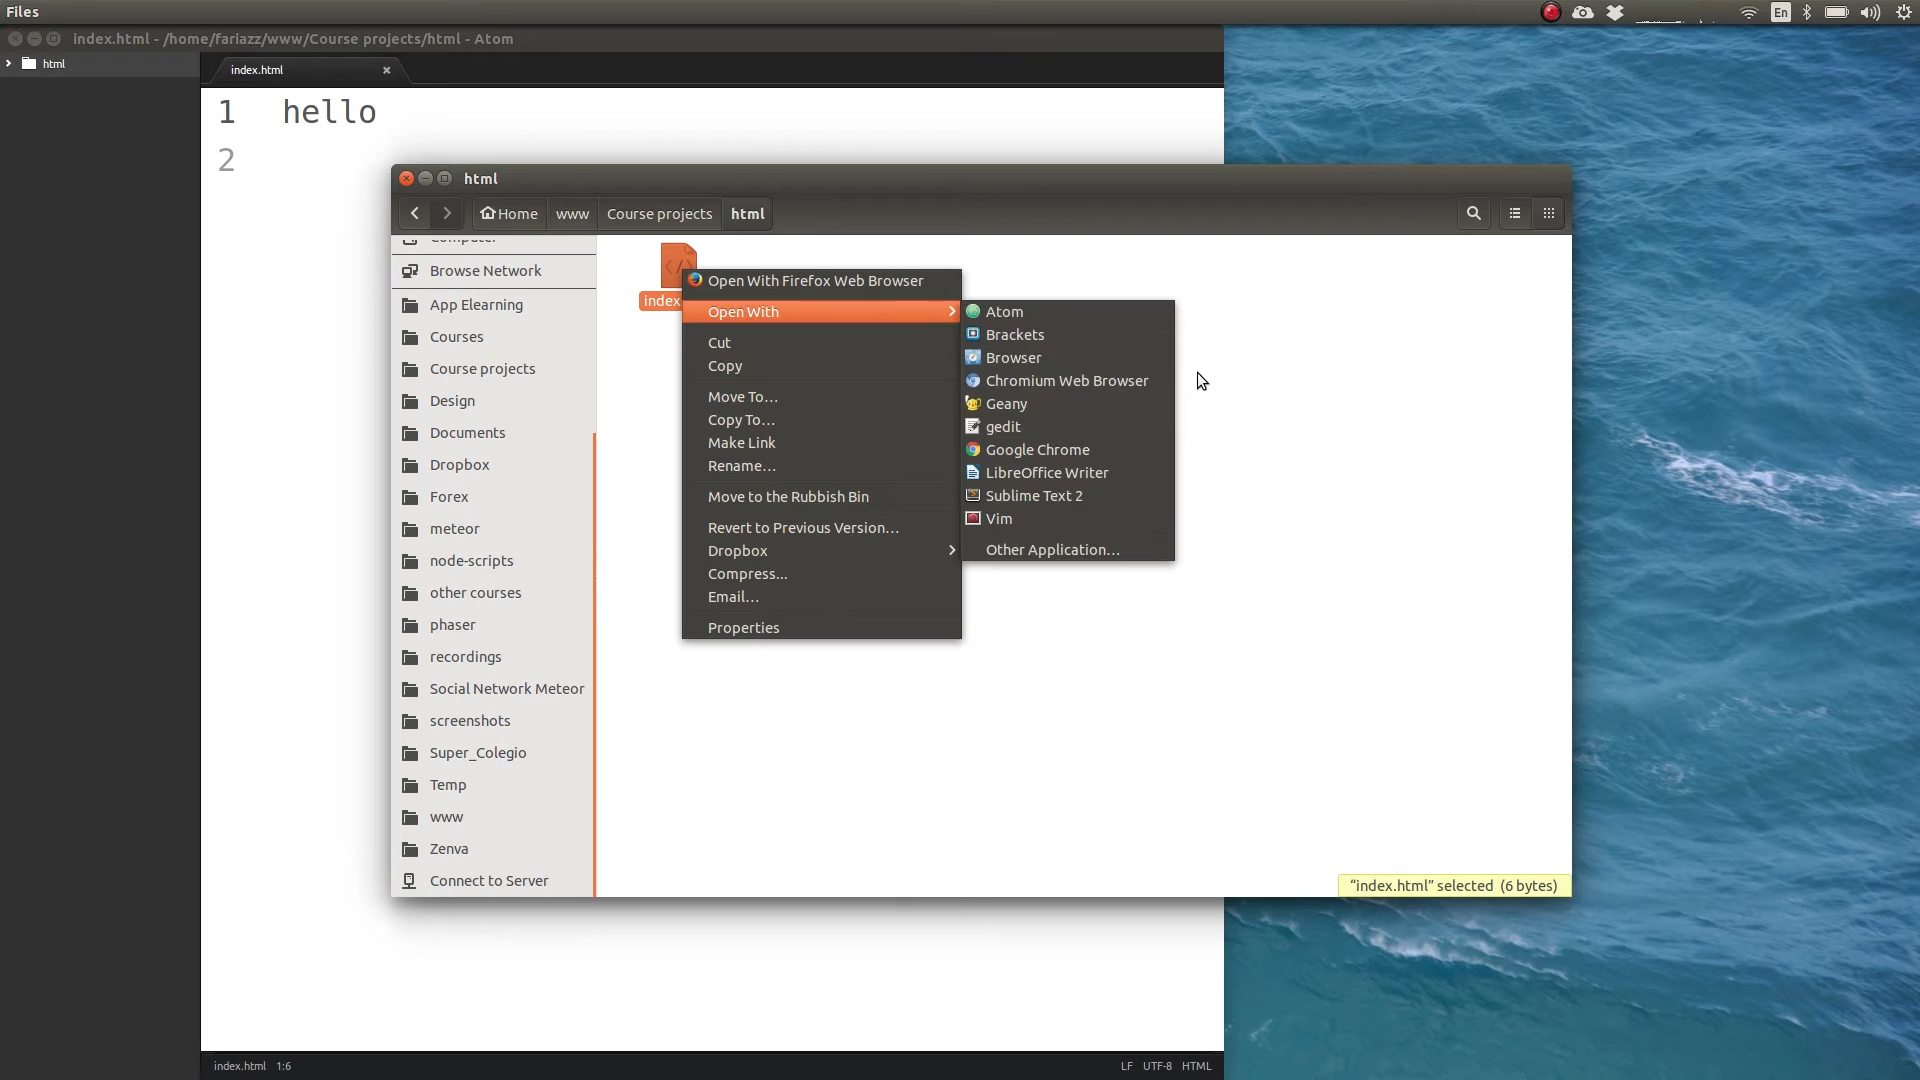 Files
En
index.html - /home/fariazz/www/Course projects/html - Atom
html
index.html
1 hello
2
html
Home www Course projects html
Computer
Browse Network
App Elearning
Courses
Course projects
Design
Documents
Dropbox
Forex
meteor
node-scripts
other courses
phaser
recordings
Social Network Meteor
screenshots
Super_Colegio
Temp
www
Zenva
Connect to Server
index
Open With Firefox Web Browser
Open With
Cut
Copy
Move To…
Copy To…
Make Link
Rename…
Move to the Rubbish Bin
Revert to Previous Version…
Dropbox
Compress...
Email…
Properties
Atom
Brackets
Browser
Chromium Web Browser
Geany
gedit
Google Chrome
LibreOffice Writer
Sublime Text 2
Vim
Other Application…
“index.html” selected (6 bytes)
index.html 1:6
LF UTF-8 HTML